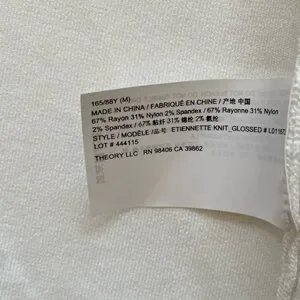 165/88Y (M)
MADE IN CHINA / FABRIQUÉ EN CHINE / 产地 中国
67% Rayon 31% Nylon 2% Spandex / 67% Rayonne 31% Nylon
2% Spandex / 67% 粘纤 31% 锦纶 2% 氨纶
STYLE / MODÈLE /品号 ETIENNETTE KNIT_GLOSSED #
LOT # 444115
THEORY LLC RN 98406 CA 39862